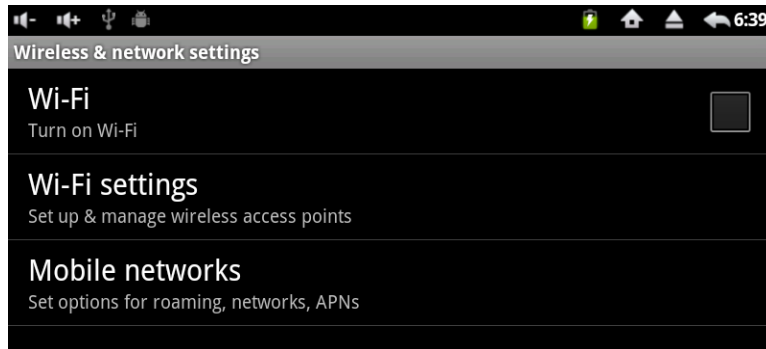 6:39
Wireless & network settings
Wi-Fi
Turn on Wi-Fi
Wi-Fi settings
Set up & manage wireless access points
Mobile networks
Set options for roaming, networks, APNs